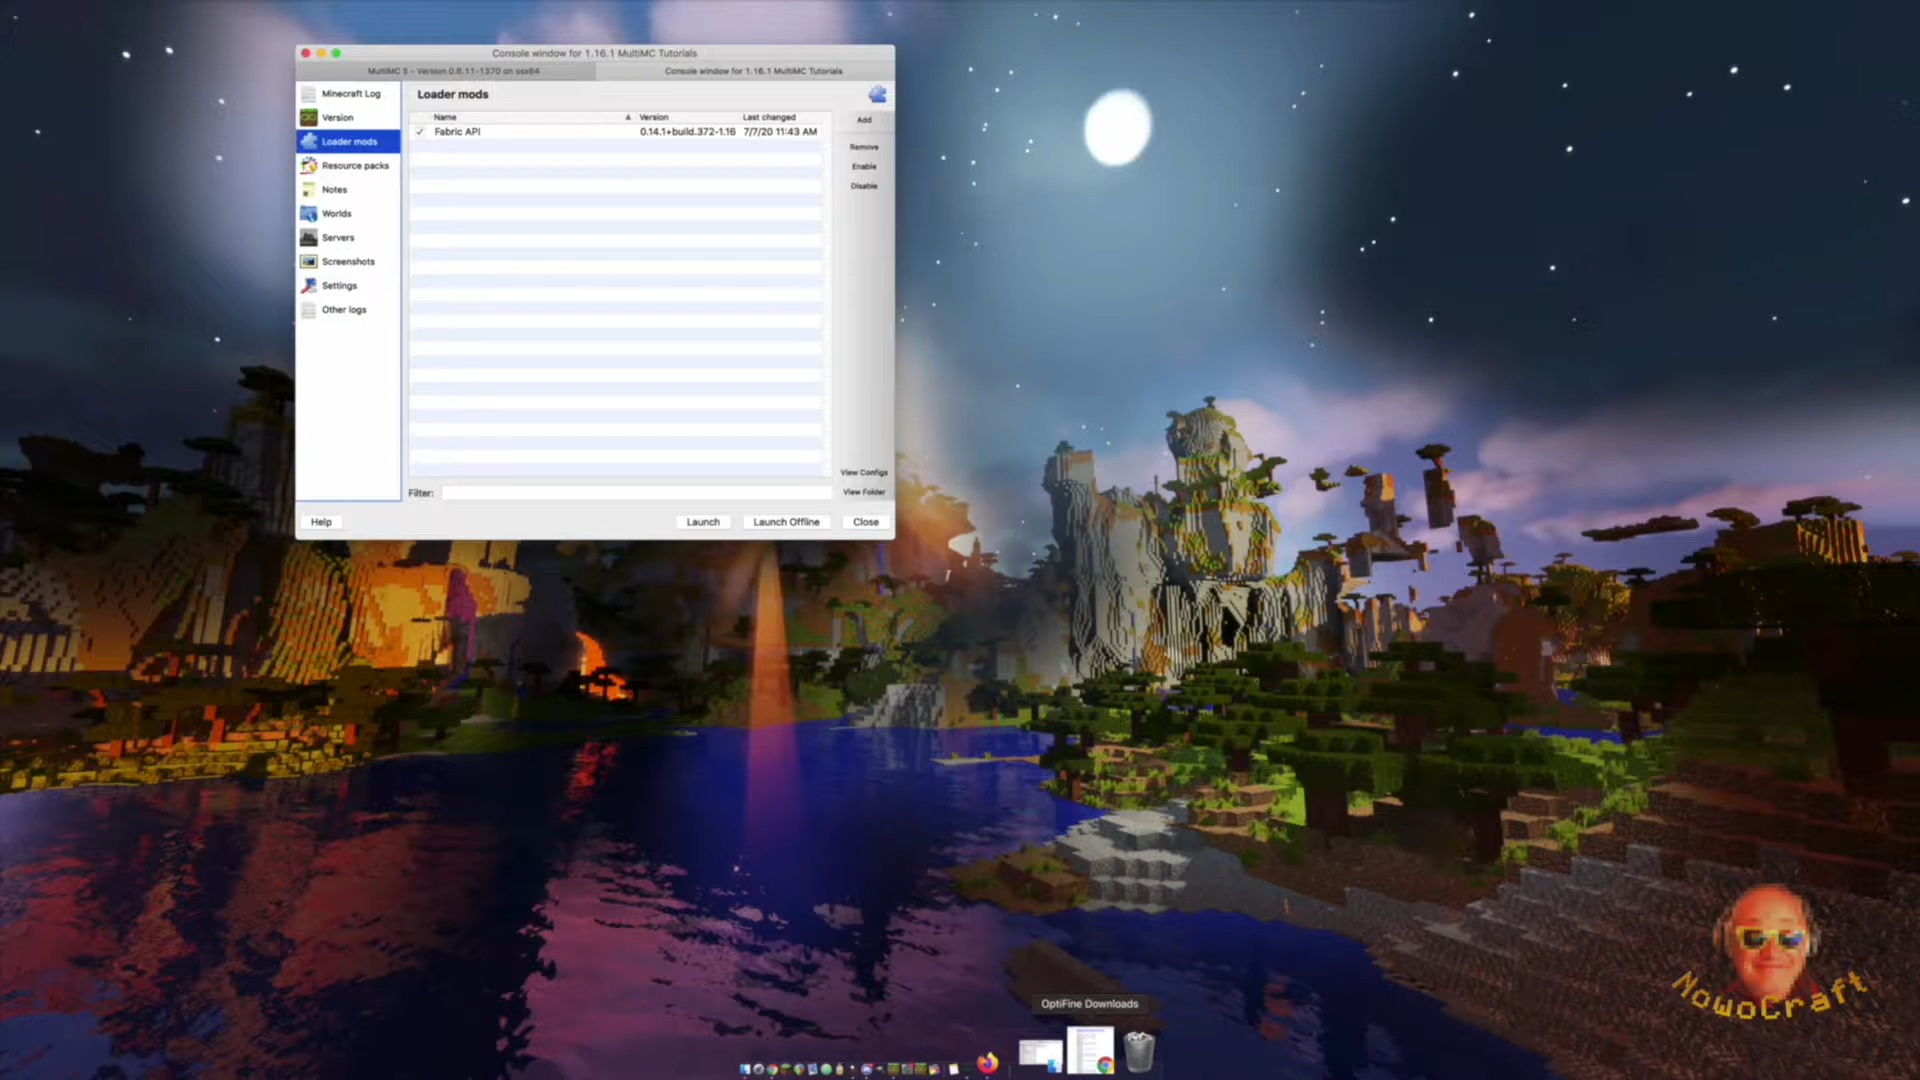 Console window for 1.16.1 MultiMC Tutorials
MultiMC 5 - Version 0.6.11-1370 on osx64
Console window for 1.16.1 MultiMC Tutorials
Minecraft Log
Version
Loader mods
Resource packs
Notes
Worlds
Servers
Screenshots
Settings
Other logs
Loader mods
Name Version Last changed
Fabric API 0.14.1+build.372-1.16 7/7/20 11:43 AM
Add
Remove
Enable
Disable
View Configs
View Folder
Filter:
Help
Launch
Launch Offline
Close
OptiFine Downloads
NowoCraft